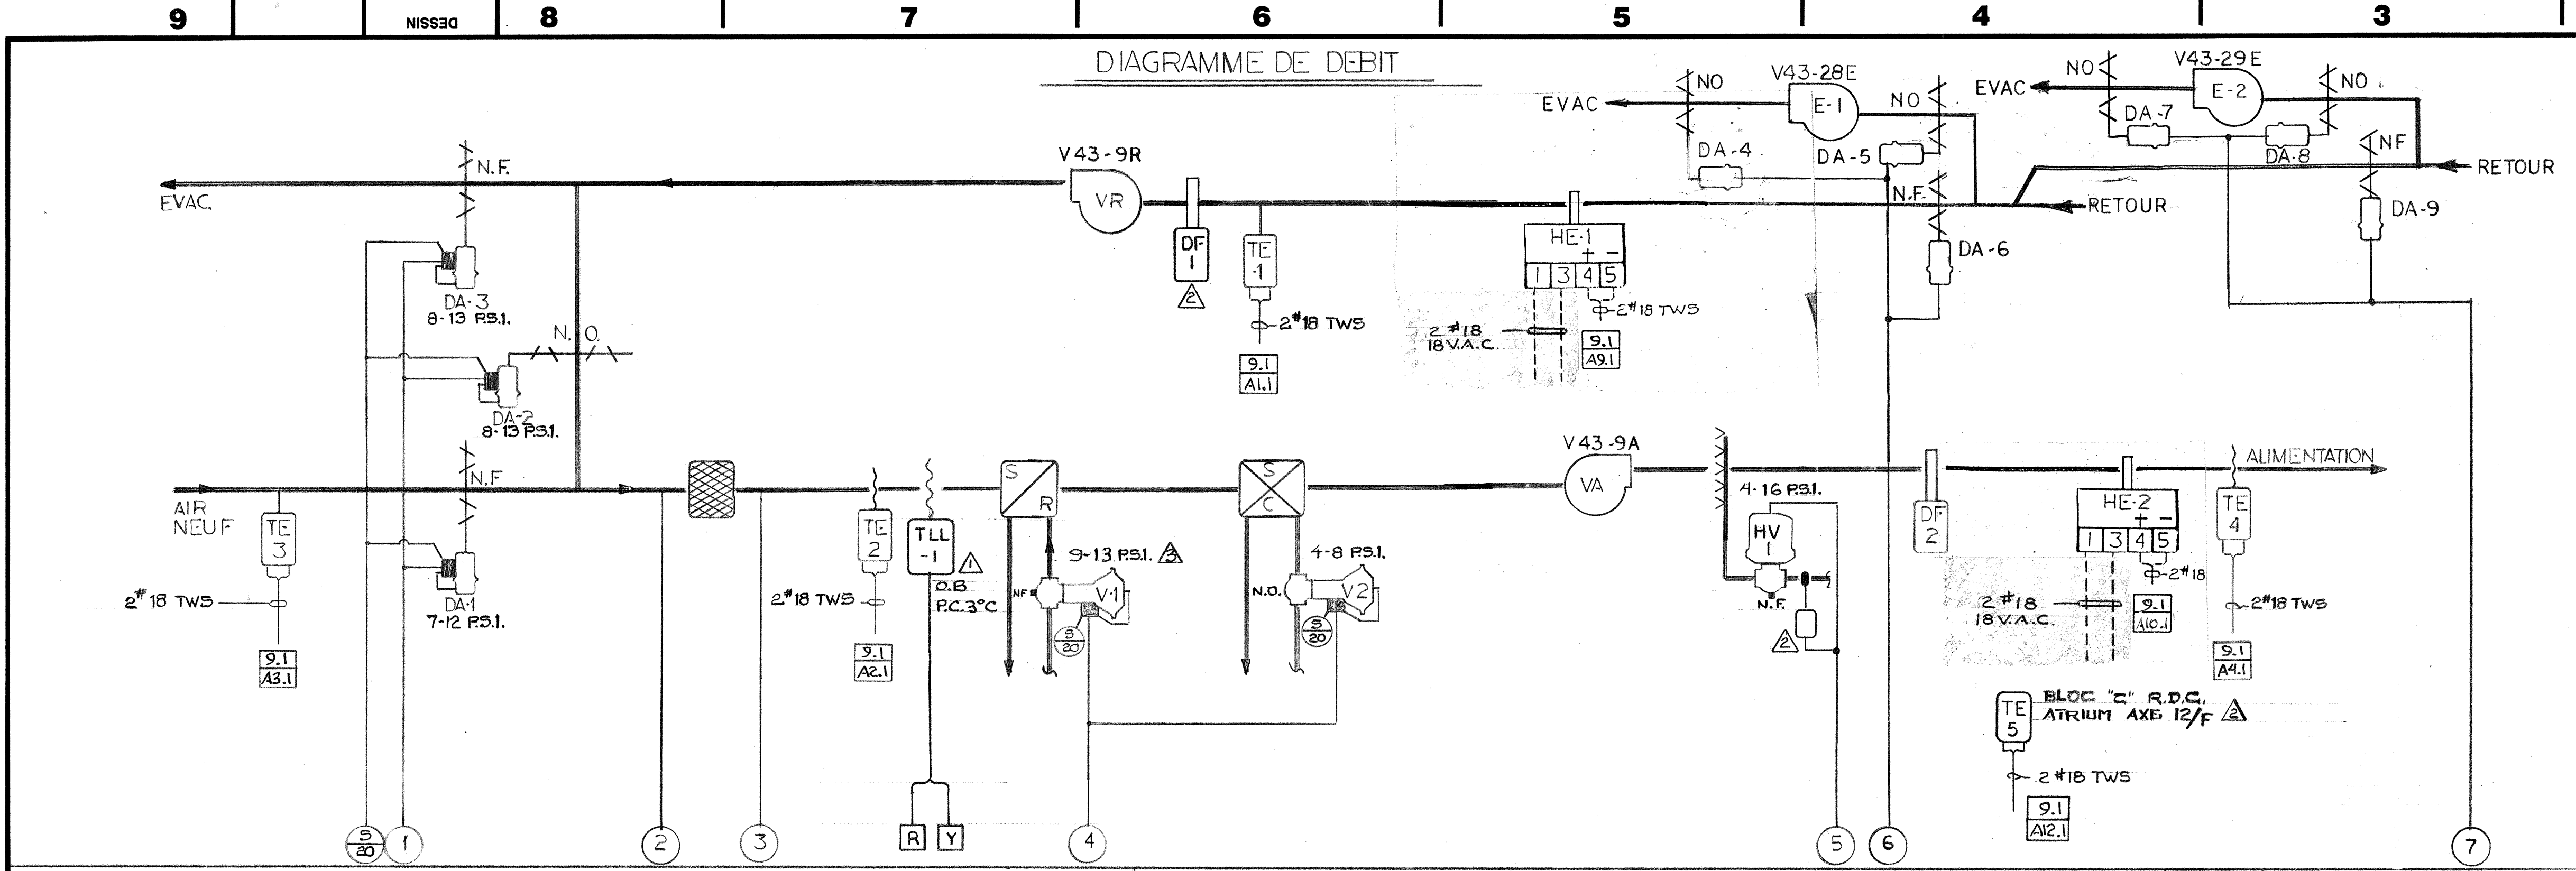 9
DESSIN
8
7
6
5
4
3
DIAGRAMME DE DEBIT
EVAC
N.F.
V43-9R
VR
DF
1
2
TE
-1
2#18 TWS
9.1
A1.1
HE-1
+ -
1 3 4 5
2#18 TWS
2 #18
18 V.A.C.
9.1
A9.1
EVAC
NO
V43-28E
E-1
NO
DA-4
DA-5
N.F.
DA-6
RETOUR
EVAC
NO
V43-29E
E-2
NO
DA-7
DA-8
NF
RETOUR
DA-9
DA-3
8-13 P.S.I.
N.O.
DA-2
8-13 P.S.I.
N.F
AIR
NEUF
TE
3
2#18 TWS
9.1
A3.1
DA-1
7-12 P.S.I.
TE
2
2#18 TWS
9.1
A2.1
TLL
-1
1
O.B
P.C. 3°C
R
Y
S
R
9-13 P.S.I.
3
NF
V-1
S
20
S
C
4-8 P.S.I.
N.O.
V2
S
20
V43-9A
VA
4-16 P.S.I.
HV
1
N.F.
2
DF
2
HE-2
+ -
1 3 4 5
2#18
2 #18
18 V.A.C.
9.1
A10.1
ALIMENTATION
TE
4
2#18 TWS
9.1
A4.1
TE
5
BLOC "C" R.D.C.
ATRIUM AXE 12/F
2
2#18 TWS
9.1
A12.1
S
20
1
2
3
4
5
6
7